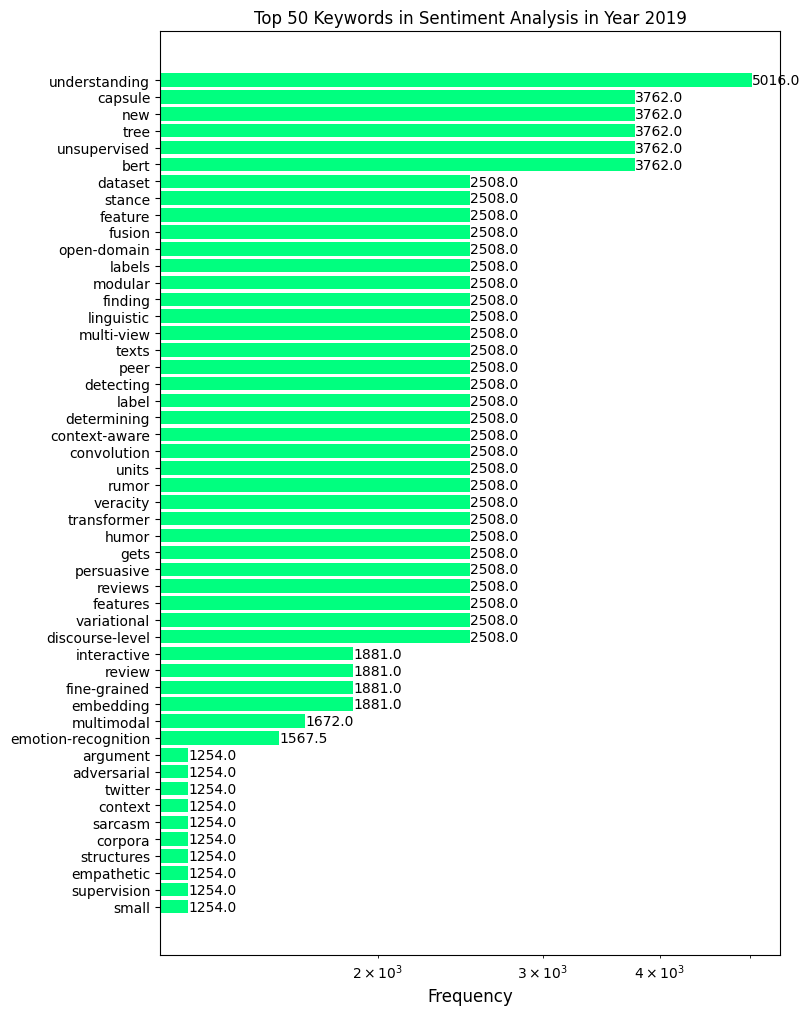 Top 50 Keywords in Sentiment Analysis in Year 2019
understanding 5016.0
capsule 3762.0
new 3762.0
tree 3762.0
unsupervised 3762.0
bert 3762.0
dataset 2508.0
stance 2508.0
feature 2508.0
fusion 2508.0
open-domain 2508.0
labels 2508.0
modular 2508.0
finding 2508.0
linguistic 2508.0
multi-view 2508.0
texts 2508.0
peer 2508.0
detecting 2508.0
label 2508.0
determining 2508.0
context-aware 2508.0
convolution 2508.0
units 2508.0
rumor 2508.0
veracity 2508.0
transformer 2508.0
humor 2508.0
gets 2508.0
persuasive 2508.0
reviews 2508.0
features 2508.0
variational 2508.0
discourse-level 2508.0
interactive 1881.0
review 1881.0
fine-grained 1881.0
embedding 1881.0
multimodal 1672.0
emotion-recognition 1567.5
argument 1254.0
adversarial 1254.0
twitter 1254.0
context 1254.0
sarcasm 1254.0
corpora 1254.0
structures 1254.0
empathetic 1254.0
supervision 1254.0
small 1254.0
2 × 10³ 3 × 10³ 4 × 10³
Frequency